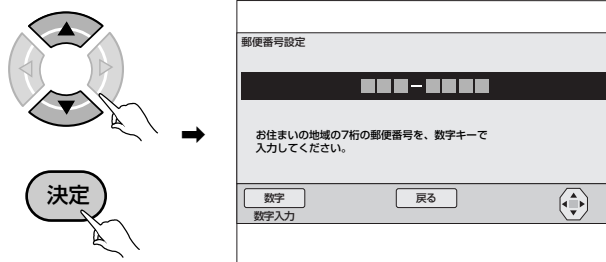 決定
郵便番号設定
お住まいの地域の7桁の郵便番号を、数字キーで
入力してください。
数字
戻る
数字入力